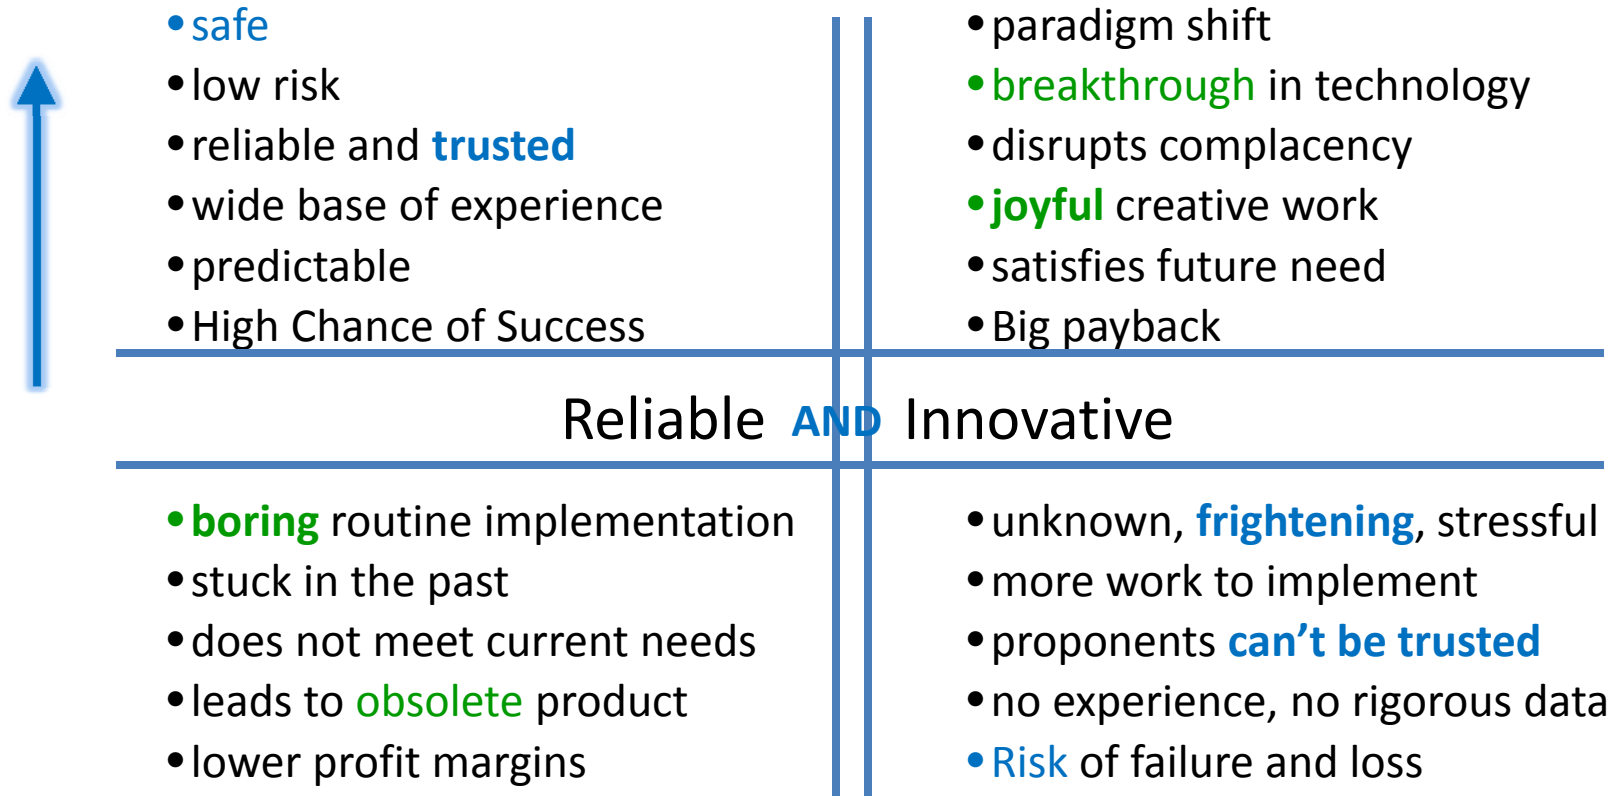 • safe
• low risk
• reliable and trusted
• wide base of experience
• predictable
• High Chance of Success
• paradigm shift
• breakthrough in technology
• disrupts complacency
• joyful creative work
• satisfies future need
• Big payback
Reliable AND Innovative
• boring routine implementation
• stuck in the past
• does not meet current needs
• leads to obsolete product
• lower profit margins
• unknown, frightening, stressful
• more work to implement
• proponents can’t be trusted
• no experience, no rigorous data
• Risk of failure and loss